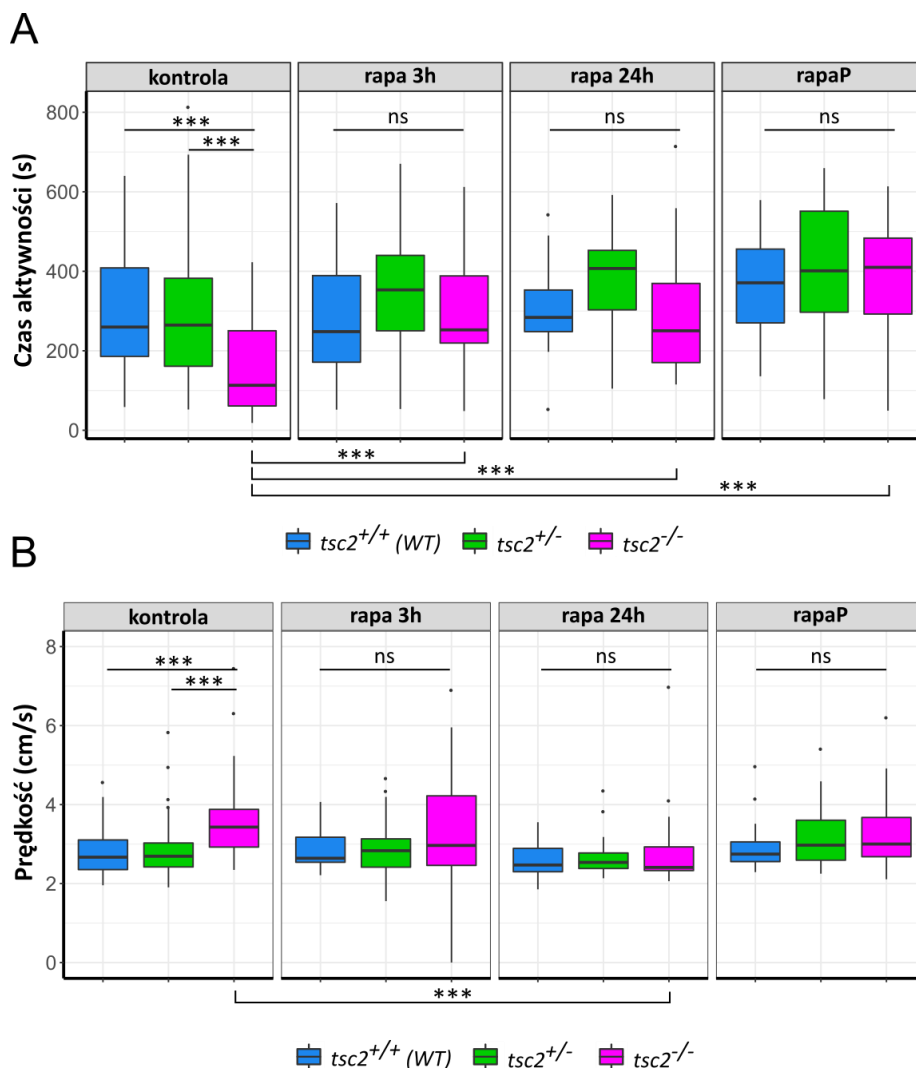 A
kontrola rapa 3h rapa 24h rapaP
Czas aktywności (s)
800
600
400
200
0
*** ns ns ns
***
***
***
***
tsc2+/+ (WT) tsc2+/- tsc2-/-
B
kontrola rapa 3h rapa 24h rapaP
Prędkość (cm/s)
8
6
4
2
0
*** ns ns ns
***
***
tsc2+/+ (WT) tsc2+/- tsc2-/-